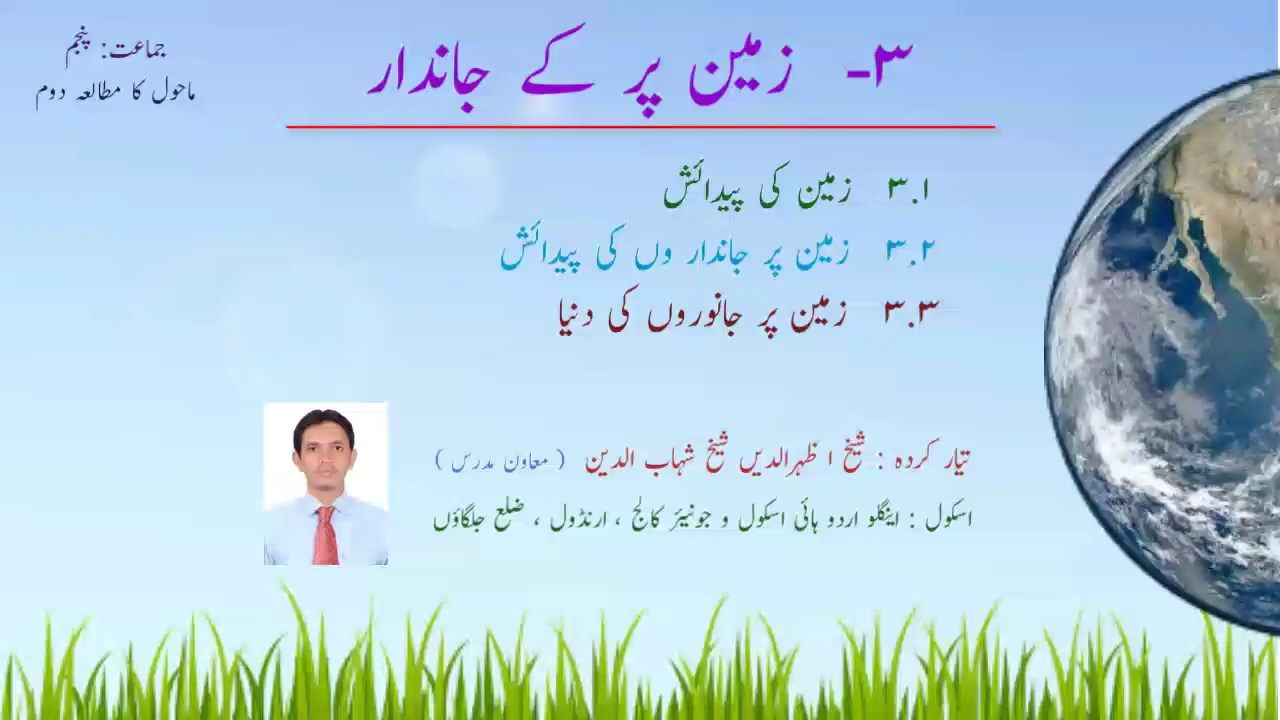 جماعت: پنجم
ماحول کا مطالعہ دوم
۳- زمین پر کے جاندار
۳.۱ زمین کی پیدائش
۳.۲ زمین پر جاندار وں کی پیدائش
۳.۳ زمین پر جانوروں کی دنیا
تیار کردہ : شیخ ا ظہرالدیں شیخ شہاب الدین ( معاون مدرس )
اسکول : اینگلو اردو ہائی اسکول و جونیئر کالج ، ارنڈول ، ضلع جلگاؤں